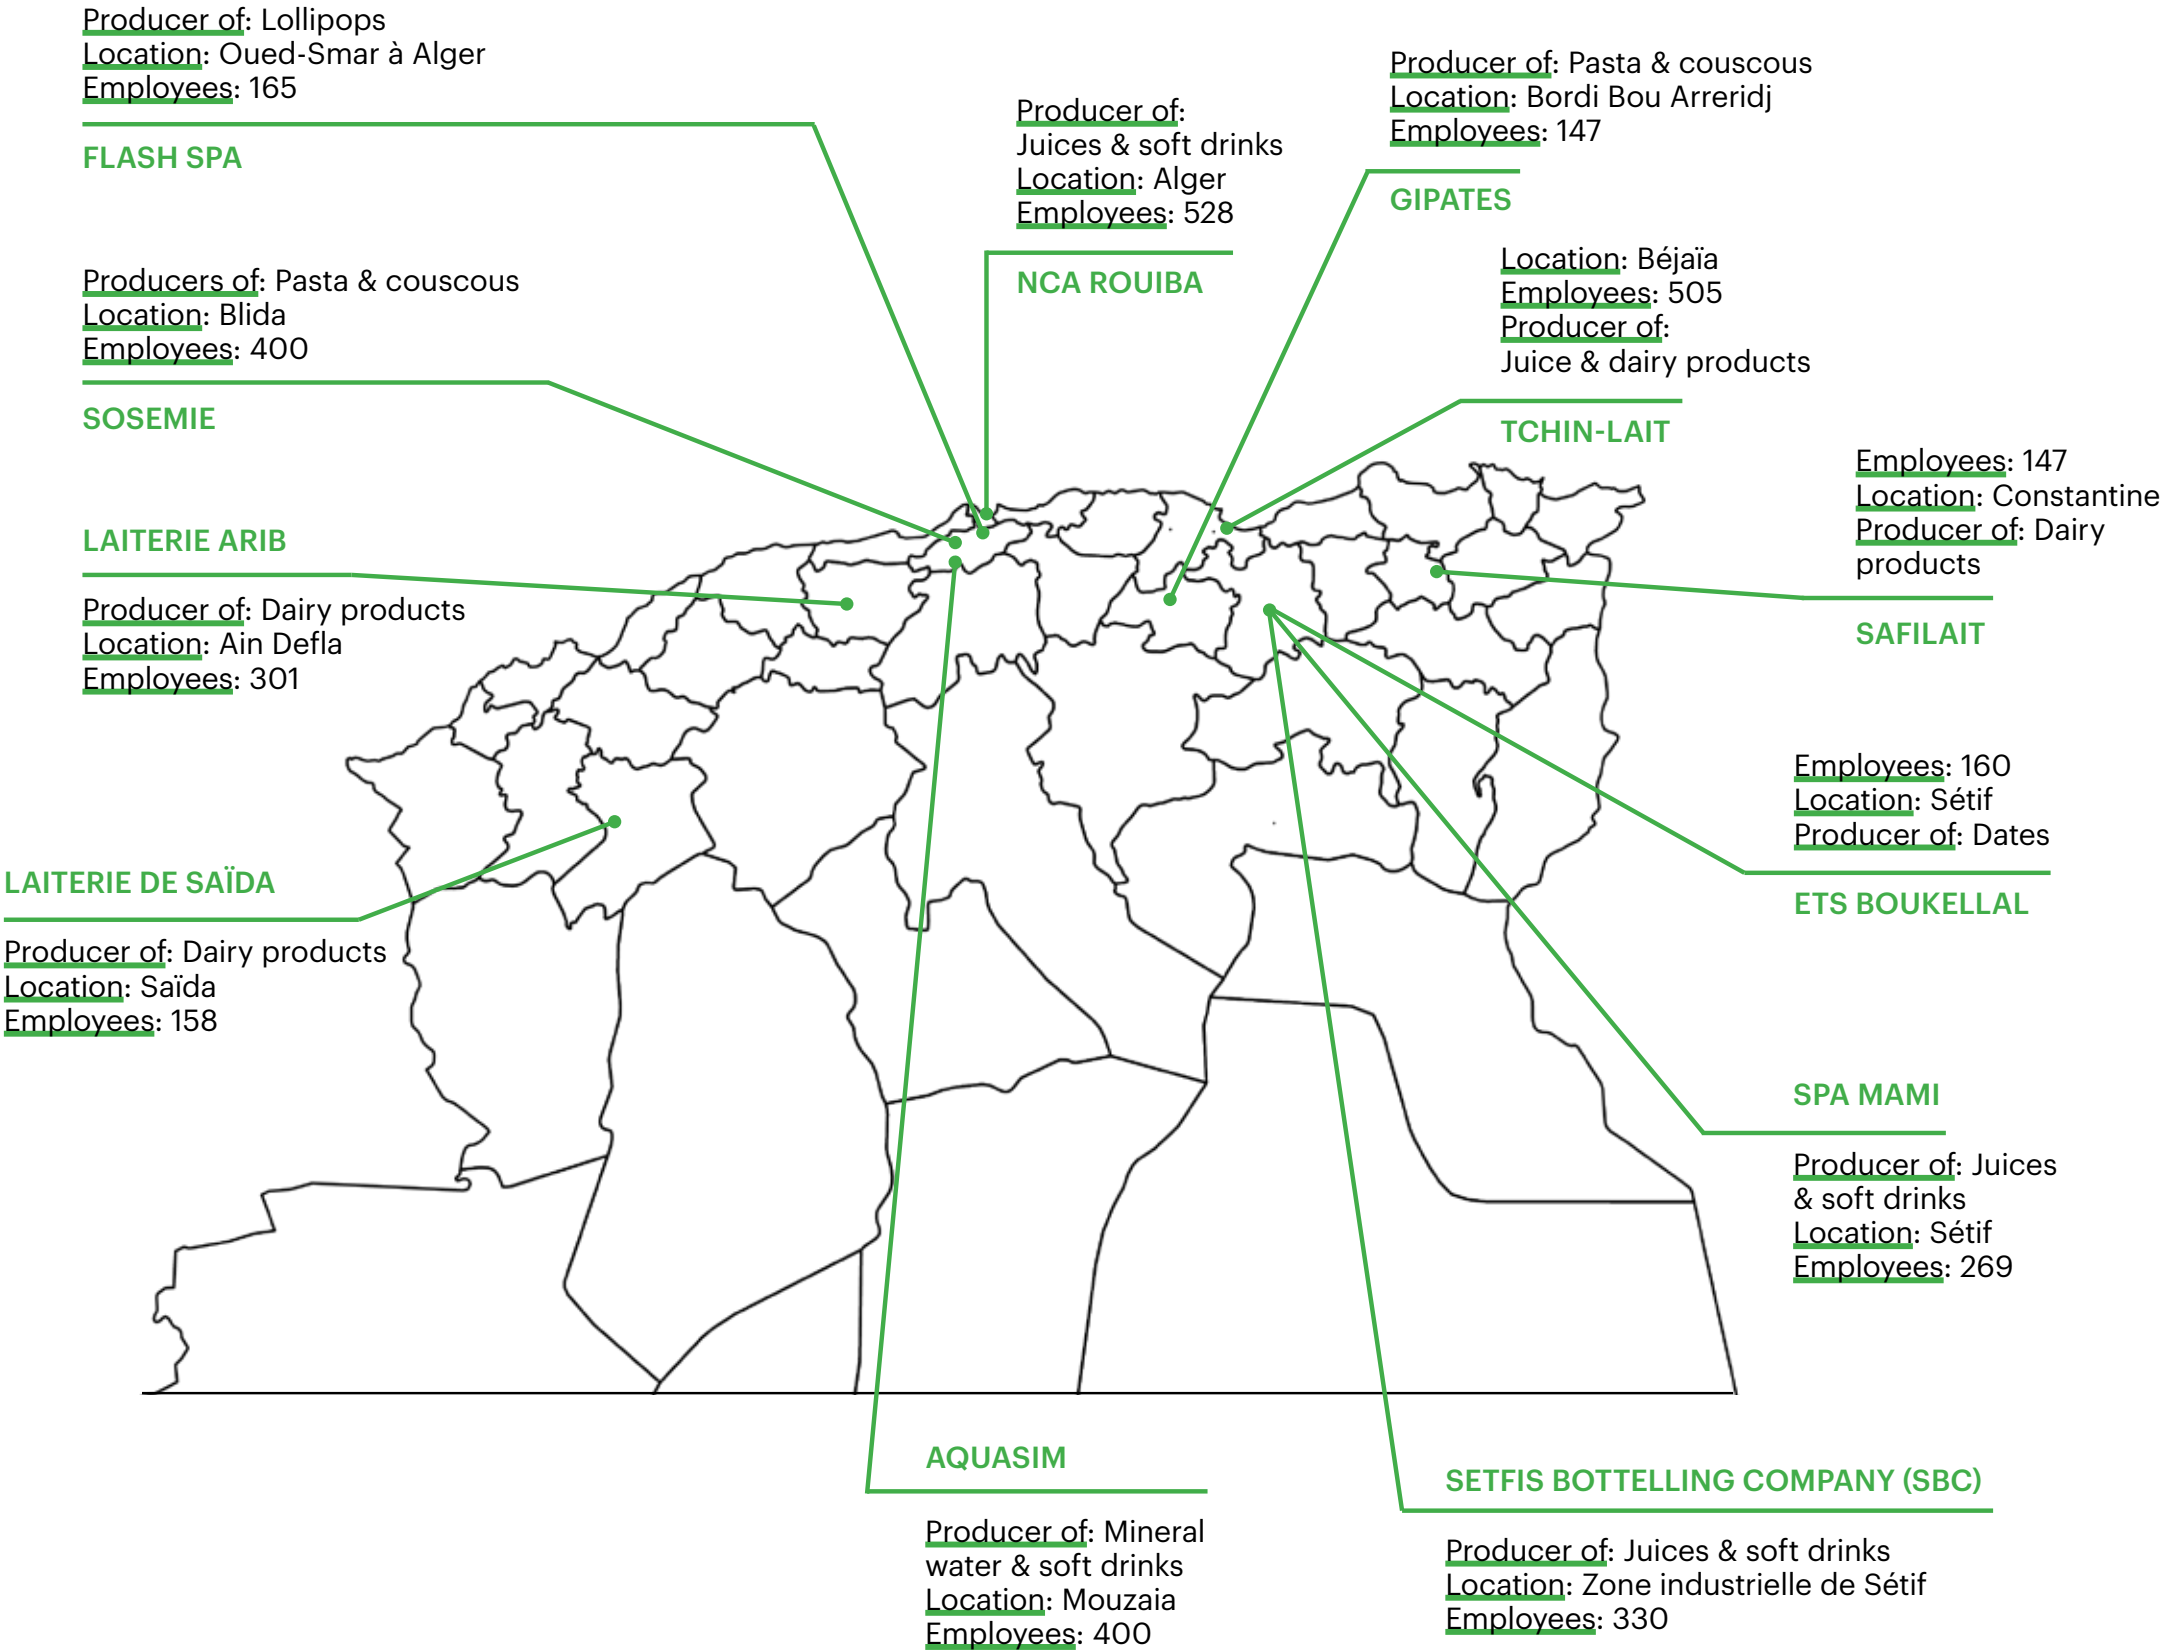 Producer of: Lollipops
Location: Oued-Smar à Alger
Employees: 165
FLASH SPA
Producer of:
Juices & soft drinks
Location: Alger
Employees: 528
NCA ROUIBA
Producer of: Pasta & couscous
Location: Bordi Bou Arreridj
Employees: 147
GIPATES
Producers of: Pasta & couscous
Location: Blida
Employees: 400
SOSEMIE
Location: Béjaïa
Employees: 505
Producer of:
Juice & dairy products
TCHIN-LAIT
Employees: 147
Location: Constantine
Producer of: Dairy
products
SAFILAIT
LAITERIE ARIB
Producer of: Dairy products
Location: Ain Defla
Employees: 301
Employees: 160
Location: Sétif
Producer of: Dates
ETS BOUKELLAL
LAITERIE DE SAÏDA
Producer of: Dairy products
Location: Saïda
Employees: 158
SPA MAMI
Producer of: Juices
& soft drinks
Location: Sétif
Employees: 269
AQUASIM
Producer of: Mineral
water & soft drinks
Location: Mouzaia
Employees: 400
SETFIS BOTTELLING COMPANY (SBC)
Producer of: Juices & soft drinks
Location: Zone industrielle de Sétif
Employees: 330